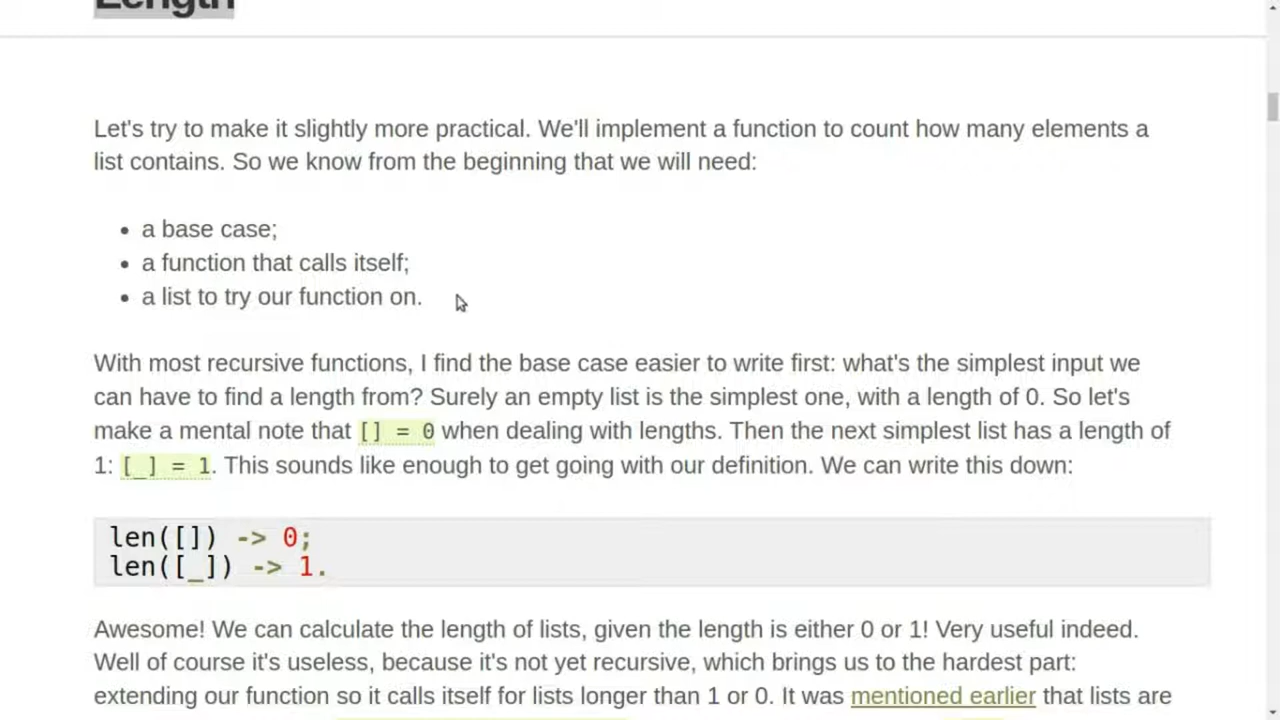 Length
Let's try to make it slightly more practical. We'll implement a function to count how many elements a
list contains. So we know from the beginning that we will need:
• a base case;
• a function that calls itself;
• a list to try our function on.
With most recursive functions, I find the base case easier to write first: what's the simplest input we
can have to find a length from? Surely an empty list is the simplest one, with a length of 0. So let's
make a mental note that [] = 0 when dealing with lengths. Then the next simplest list has a length of
1: [_] = 1. This sounds like enough to get going with our definition. We can write this down:
len([]) -> 0;
len([_]) -> 1.
Awesome! We can calculate the length of lists, given the length is either 0 or 1! Very useful indeed.
Well of course it's useless, because it's not yet recursive, which brings us to the hardest part:
extending our function so it calls itself for lists longer than 1 or 0. It was mentioned earlier that lists are